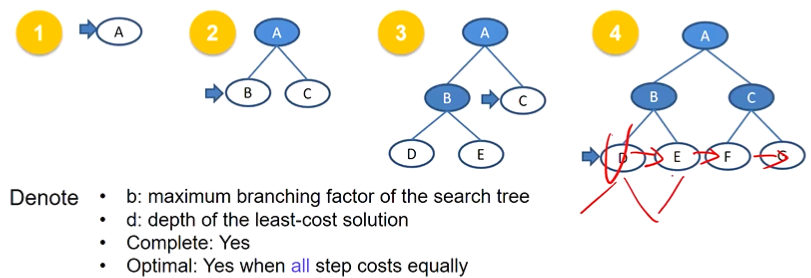 1
A
2
A
B C
3
A
B C
D E
4
A
B C
D E F G
Denote
• b: maximum branching factor of the search tree
• d: depth of the least-cost solution
• Complete: Yes
• Optimal: Yes when all step costs equally